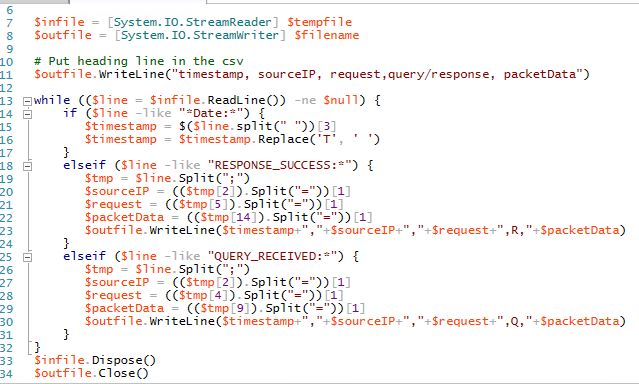 6
7 $infile = [System.IO.StreamReader] $tempfile
8 $outfile = [System.IO.StreamWriter] $filename
9
10 # Put heading line in the csv
11 $outfile.WriteLine("timestamp, sourceIP, request,query/response, packetData")
12
13 while (($line = $infile.ReadLine()) -ne $null) {
14 if ($line -like "*Date:*") {
15 $timestamp = $($line.split(" "))[3]
16 $timestamp = $timestamp.Replace('T', ' ')
17 }
18 elseif ($line -like "RESPONSE_SUCCESS:*") {
19 $tmp = $line.Split(";")
20 $sourceIP = (($tmp[2]).Split("="))[1]
21 $request = (($tmp[5]).Split("="))[1]
22 $packetData = (($tmp[14]).Split("="))[1]
23 $outfile.WriteLine($timestamp+","+$sourceIP+","+$request+",R,"+$packetData)
24 }
25 elseif ($line -like "QUERY_RECEIVED:*") {
26 $tmp = $line.Split(";")
27 $sourceIP = (($tmp[2]).Split("="))[1]
28 $request = (($tmp[4]).Split("="))[1]
29 $packetData = (($tmp[9]).Split("="))[1]
30 $outfile.WriteLine($timestamp+","+$sourceIP+","+$request+",Q,"+$packetData)
31 }
32 }
33 $infile.Dispose()
34 $outfile.Close()